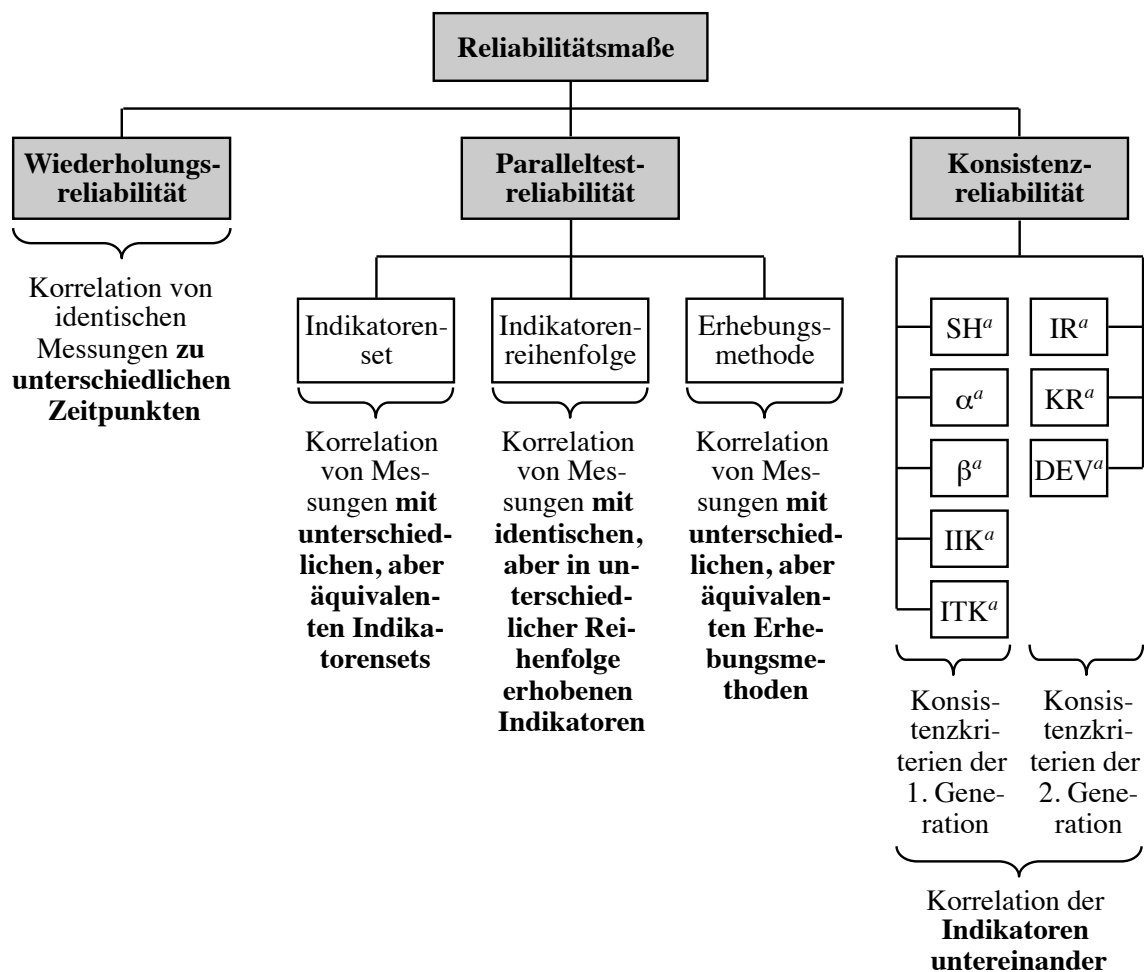 Reliabilitätsmaße
Wiederholungs-
reliabilität
Korrelation von
identischen
Messungen zu
unterschiedlichen
Zeitpunkten
Paralleltest-
reliabilität
Indikatoren-
set
Korrelation
von Mes-
sungen mit
unterschied-
lichen, aber
äquivalen-
ten Indika-
torensets
Indikatoren-
reihenfolge
Korrelation
von Mes-
sungen mit
identischen,
aber in un-
terschied-
licher Rei-
henfolge
erhobenen
Indikatoren
Erhebungs-
methode
Korrelation
von Mes-
sungen mit
unterschied-
lichen, aber
äquivalen-
ten Erhe-
bungsme-
thoden
Konsistenz-
reliabilität
SHᵃ
αᵃ
βᵃ
IIKᵃ
ITKᵃ
Konsis-
tenzkri-
terien der
1. Gene-
ration
IRᵃ
KRᵃ
DEVᵃ
Konsis-
tenzkri-
terien der
2. Gene-
ration
Korrelation der
Indikatoren
untereinander